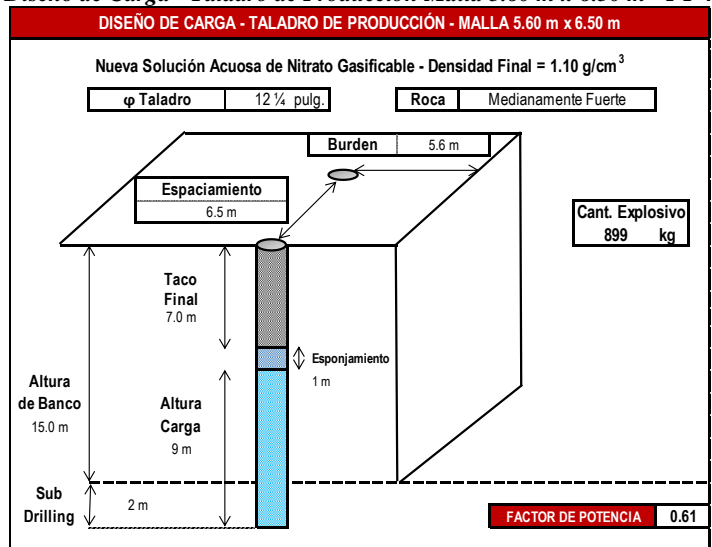 DISEÑO DE CARGA - TALADRO DE PRODUCCIÓN - MALLA 5.60 m x 6.50 m
Nueva Solución Acuosa de Nitrato Gasificable - Densidad Final = 1.10 g/cm³
φ Taladro 12 ¼ pulg. Roca Medianamente Fuerte
Burden 5.6 m
Espaciamiento
6.5 m
Cant. Explosivo
899 kg
Taco
Final
7.0 m
Esponjamiento
1 m
Altura
de Banco
15.0 m
Altura
Carga
9 m
Sub
Drilling
2 m
FACTOR DE POTENCIA 0.61